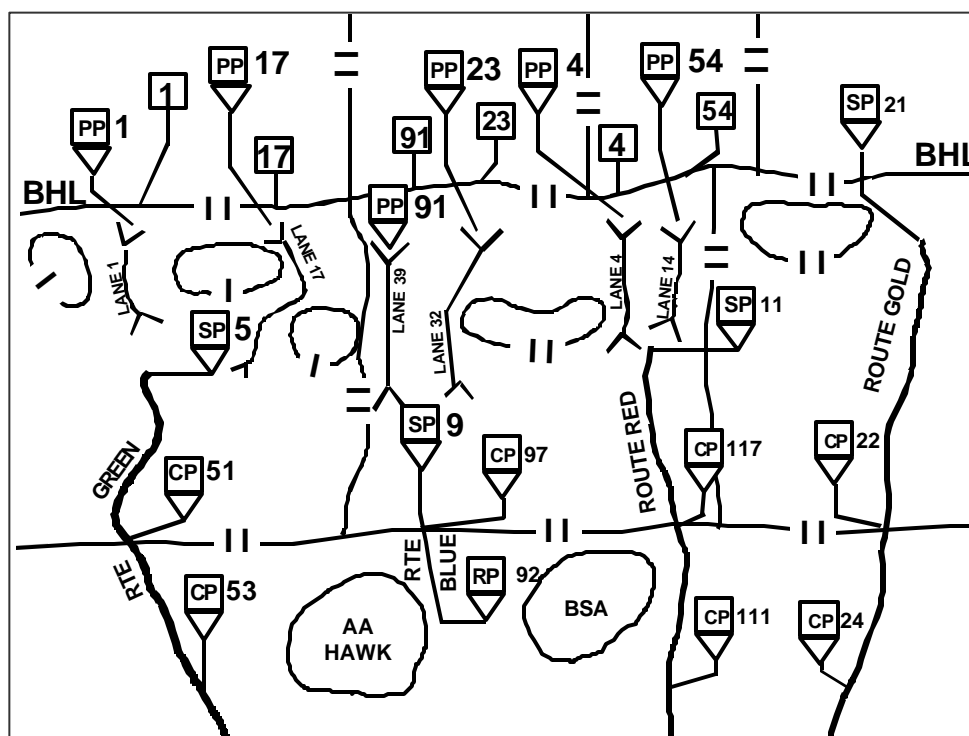 PP 17
PP 23
PP 4
PP 54
1
SP 21
PP 1
91
23
4
54
17
BHL
BHL
PP 91
LANE 1
LANE 17
LANE 39
LANE 32
LANE 4
LANE 14
SP 5
SP 11
ROUTE GOLD
SP 9
ROUTE RED
GREEN
CP 51
CP 97
CP 117
CP 22
RTE
RTE
BLUE
CP 53
RP 92
AA
HAWK
BSA
CP 111
CP 24